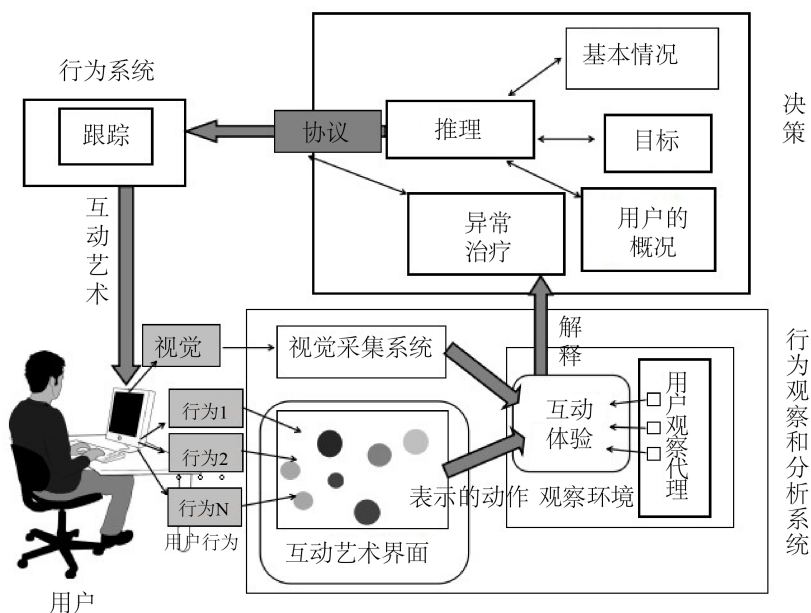 行为系统
跟踪
协议
推理
基本情况
目标
用户的
概况
异常
治疗
决策
互动艺术
解释
视觉
视觉采集系统
行为1
行为2
行为N
用户行为
互动艺术界面
表示的动作
互动
体验
观察环境
用户观察代理
行为观察和分析系统
用户